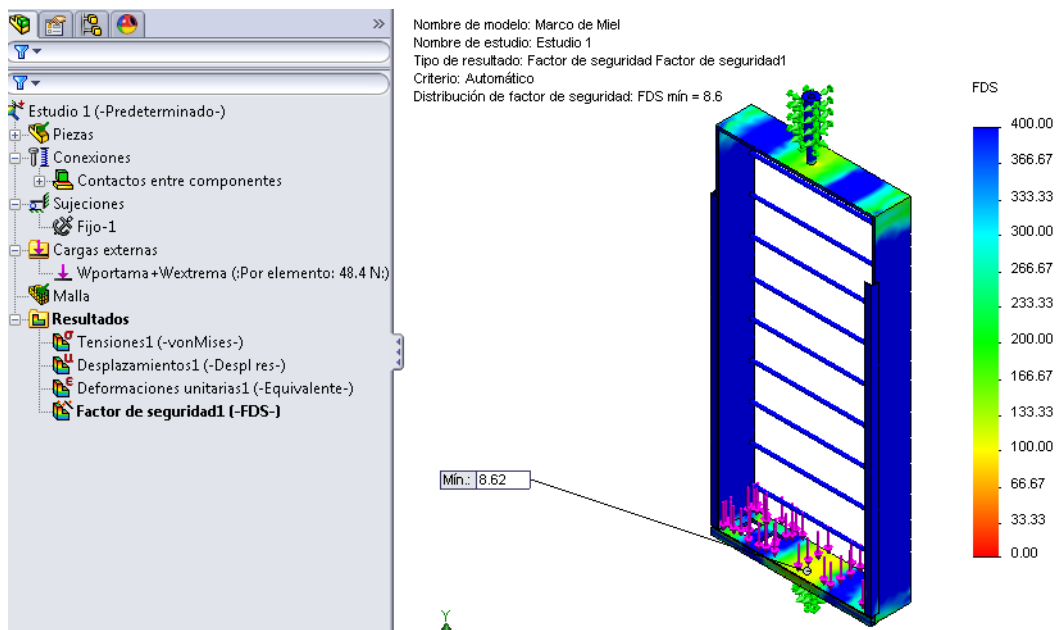 Estudio 1 (-Predeterminado-)
Piezas
Conexiones
Contactos entre componentes
Sujeciones
Fijo-1
Cargas externas
Wportama+Wextrema (:Por elemento: 48.4 N:)
Malla
Resultados
Tensiones1 (-vonMises-)
Desplazamientos1 (-Despl res-)
Deformaciones unitarias1 (-Equivalente-)
Factor de seguridad1 (-FDS-)
Nombre de modelo: Marco de Miel
Nombre de estudio: Estudio 1
Tipo de resultado: Factor de seguridad Factor de seguridad1
Criterio: Automático
Distribución de factor de seguridad: FDS mín = 8.6
Mín.: 8.62
FDS
400.00
366.67
333.33
300.00
266.67
233.33
200.00
166.67
133.33
100.00
66.67
33.33
0.00
Y